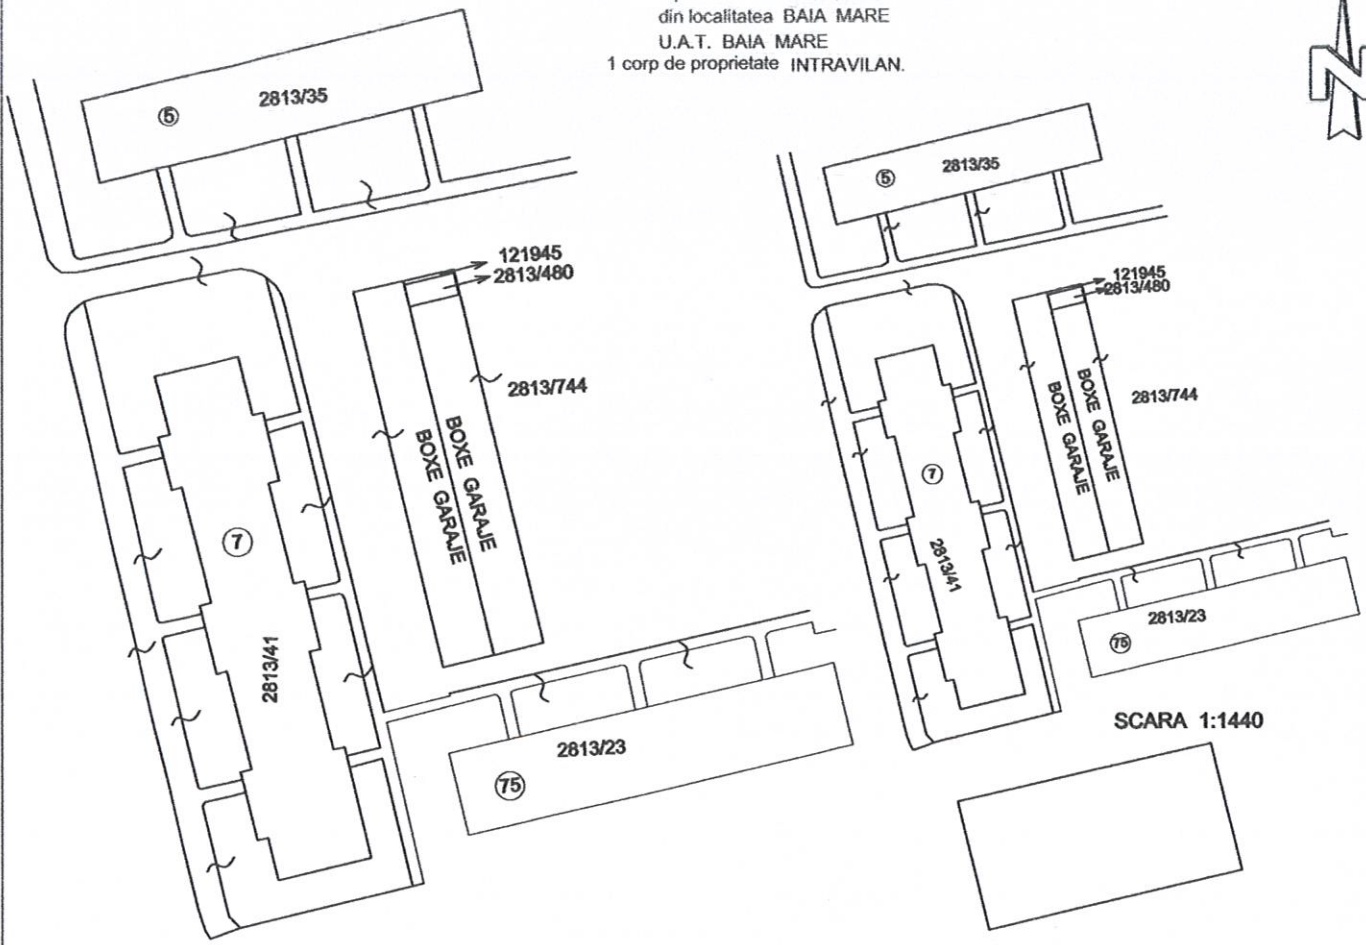 din localitatea BAIA MARE
U.A.T. BAIA MARE
1 corp de proprietate INTRAVILAN.
N
5
2813/35
121945
2813/480
2813/744
BOXE GARAJE
BOXE GARAJE
7
2813/41
2813/23
75
5
2813/35
121945
2813/480
2813/744
BOXE GARAJE
BOXE GARAJE
7
2813/41
2813/23
75
SCARA 1:1440